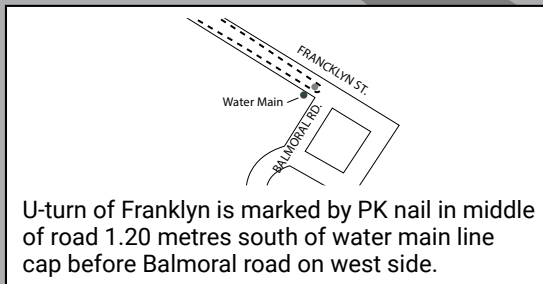 FRANCKLYN ST.
Water Main
BALMORAL RD.
U-turn of Franklyn is marked by PK nail in middle
of road 1.20 metres south of water main line
cap before Balmoral road on west side.